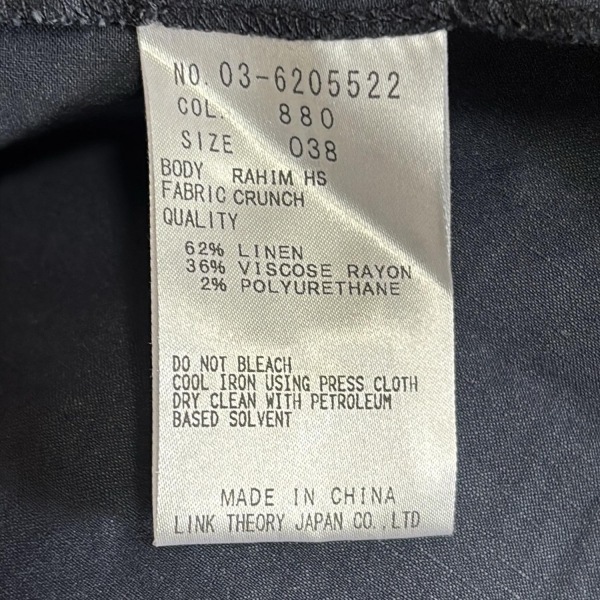 NO. 03-6205522
COL. 880
SIZE 038
BODY RAHIM HS
FABRIC CRUNCH
QUALITY
62% LINEN
36% VISCOSE RAYON
2% POLYURETHANE
DO NOT BLEACH
COOL IRON USING PRESS CLOTH
DRY CLEAN WITH PETROLEUM
BASED SOLVENT
MADE IN CHINA
LINK THEORY JAPAN CO.,LTD